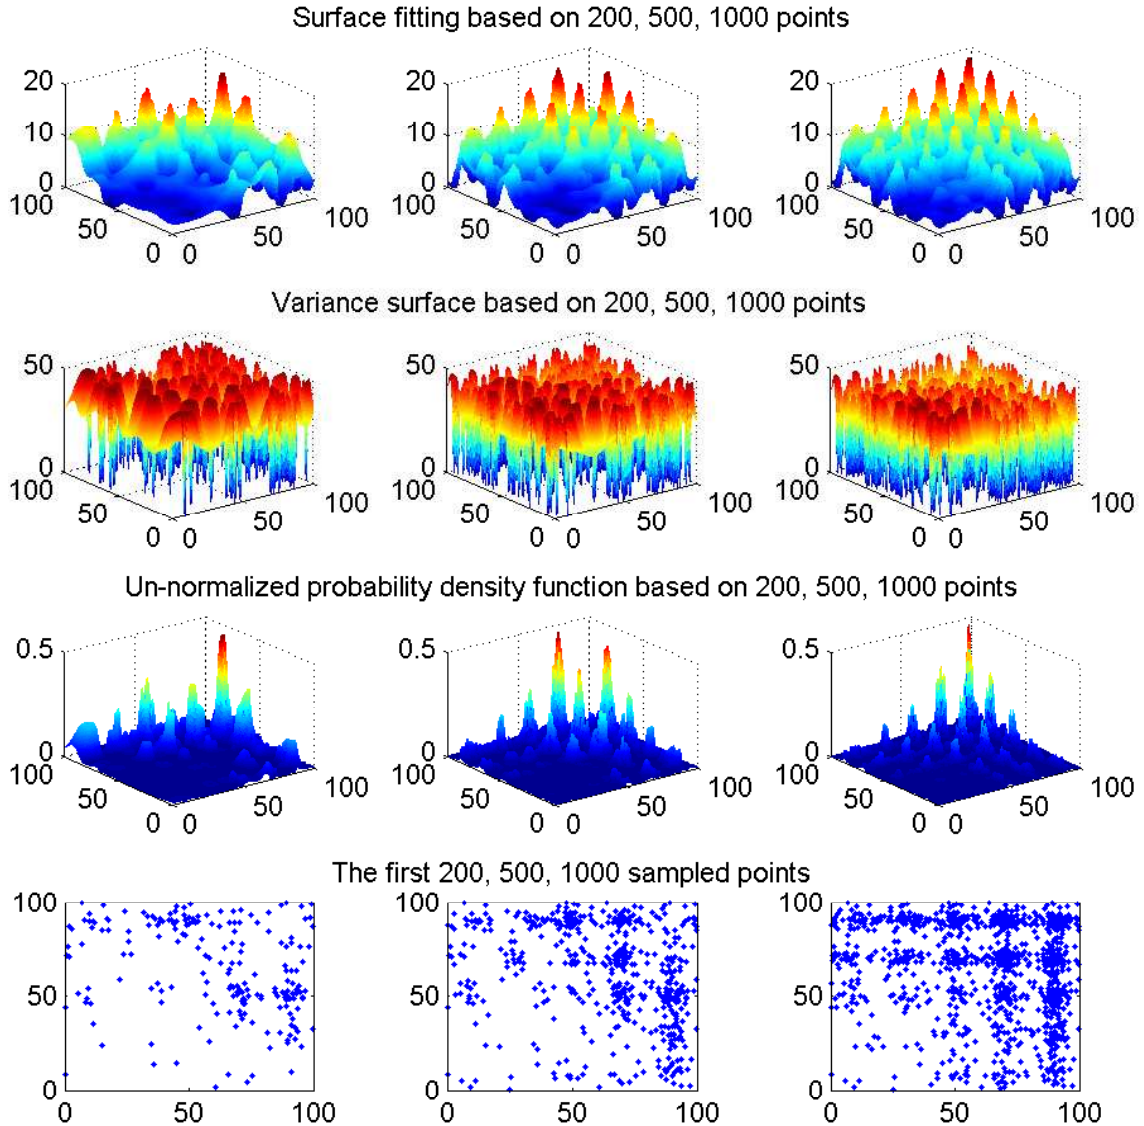 Surface fitting based on 200, 500, 1000 points
20 20 20
10 10 10
0 0 0
100 100 100 100 100 100
50 50 50 50 50 50
0 0 0 0 0 0
Variance surface based on 200, 500, 1000 points
50 50 50
0 0 0
100 100 100 100 100 100
50 50 50 50 50 50
0 0 0 0 0 0
Un-normalized probability density function based on 200, 500, 1000 points
0.5 0.5 0.5
0 0 0
100 100 100 100 100 100
50 50 50 50 50 50
0 0 0 0 0 0
The first 200, 500, 1000 sampled points
100 100 100
50 50 50
0 0 0
0 50 100 0 50 100 0 50 100